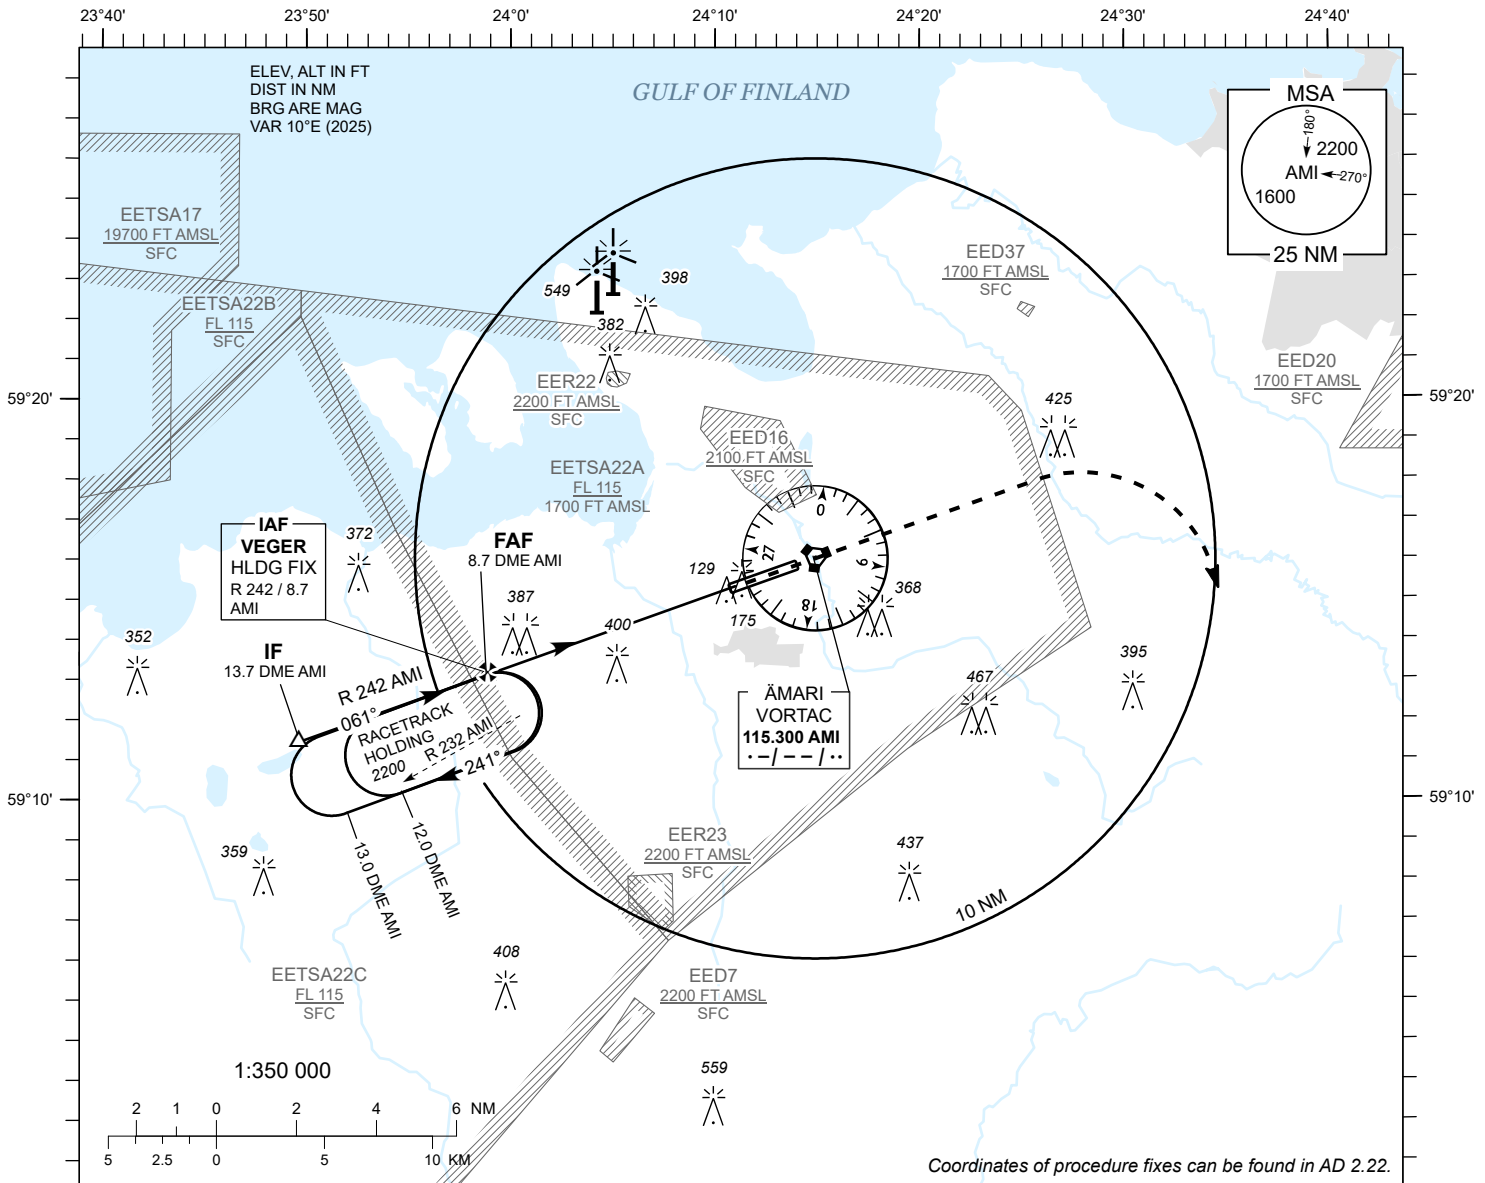 23°40'
23°50'
24°0'
24°10'
24°20'
24°30'
24°40'
ELEV, ALT IN FT
DIST IN NM
BRG ARE MAG
VAR 10°E (2025)
GULF OF FINLAND
MSA
180°
2200
AMI
270°
1600
25 NM
EETSA17
19700 FT AMSL
SFC
EED37
1700 FT AMSL
SFC
EETSA22B
FL 115
SFC
549
398
382
EER22
2200 FT AMSL
SFC
EED20
1700 FT AMSL
SFC
59°20'
59°20'
425
EED16
2100 FT AMSL
SFC
EETSA22A
FL 115
1700 FT AMSL
0
9
18
27
IAF
VEGER
HLDG FIX
R 242 / 8.7
AMI
372
FAF
8.7 DME AMI
129
175
368
387
400
352
IF
13.7 DME AMI
395
467
R 242 AMI
061°
RACETRACK
HOLDING
2200
R 232 AMI
241°
ÄMARI
VORTAC
115.300 AMI
· – / – – / · ·
59°10'
59°10'
12.0 DME AMI
13.0 DME AMI
359
EER23
2200 FT AMSL
SFC
437
10 NM
408
EETSA22C
FL 115
SFC
EED7
2200 FT AMSL
SFC
559
1:350 000
2 1 0 2 4 6 NM
5 2.5 0 5 10 KM
Coordinates of procedure fixes can be found in AD 2.22.